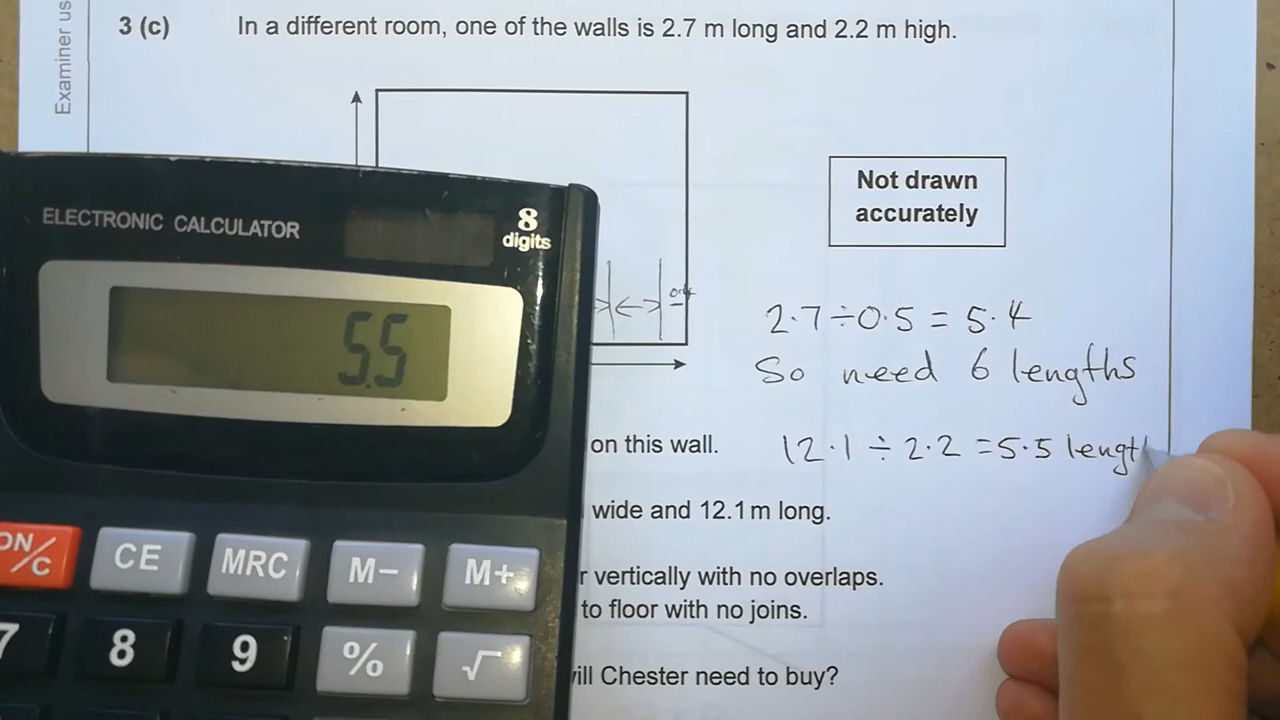 Examiner us
3 (c) In a different room, one of the walls is 2.7 m long and 2.2 m high.
Not drawn
accurately
ELECTRONIC CALCULATOR
8
digits
5.5
0.4
2.7÷0.5 = 5.4
So need 6 lengths
on this wall.
12.1 ÷ 2.2 = 5.5 lengt
wide and 12.1 m long.
r vertically with no overlaps.
to floor with no joins.
ill Chester need to buy?
ON/C CE MRC M− M+
7 8 9 % √